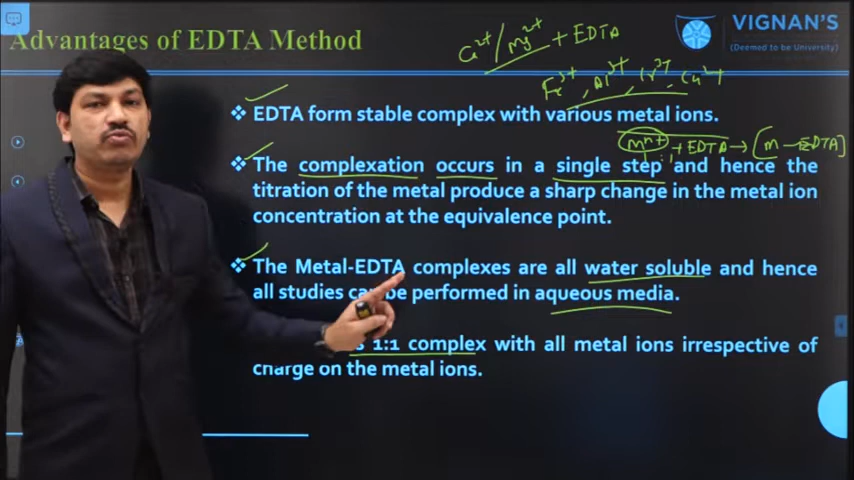 Advantages of EDTA Method
VIGNAN'S
(Deemed to be University)
Ca²⁺/Mg²⁺ + EDTA
Fe³⁺, Al³⁺, Cr³⁺, Cu²⁺
❖ EDTA form stable complex with various metal ions.
Mⁿ⁺ + EDTA → [M — EDTA]
1 : 1
❖ The complexation occurs in a single step and hence the
titration of the metal produce a sharp change in the metal ion
concentration at the equivalence point.
❖ The Metal-EDTA complexes are all water soluble and hence
all studies can be performed in aqueous media.
1:1 complex with all metal ions irrespective of
charge on the metal ions.